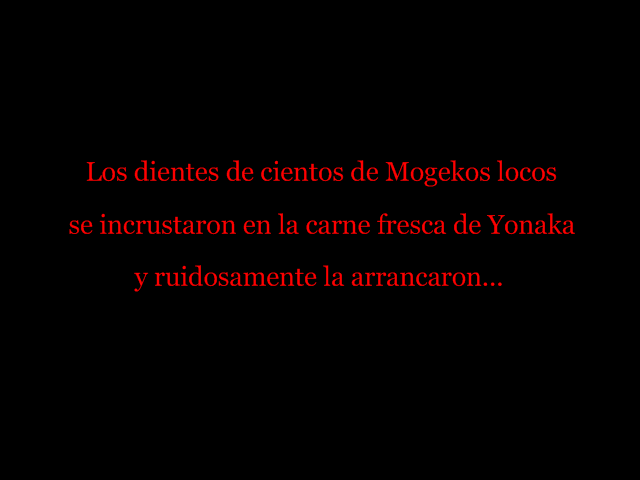 Los dientes de cientos de Mogekos locos
se incrustaron en la carne fresca de Yonaka
y ruidosamente la arrancaron...